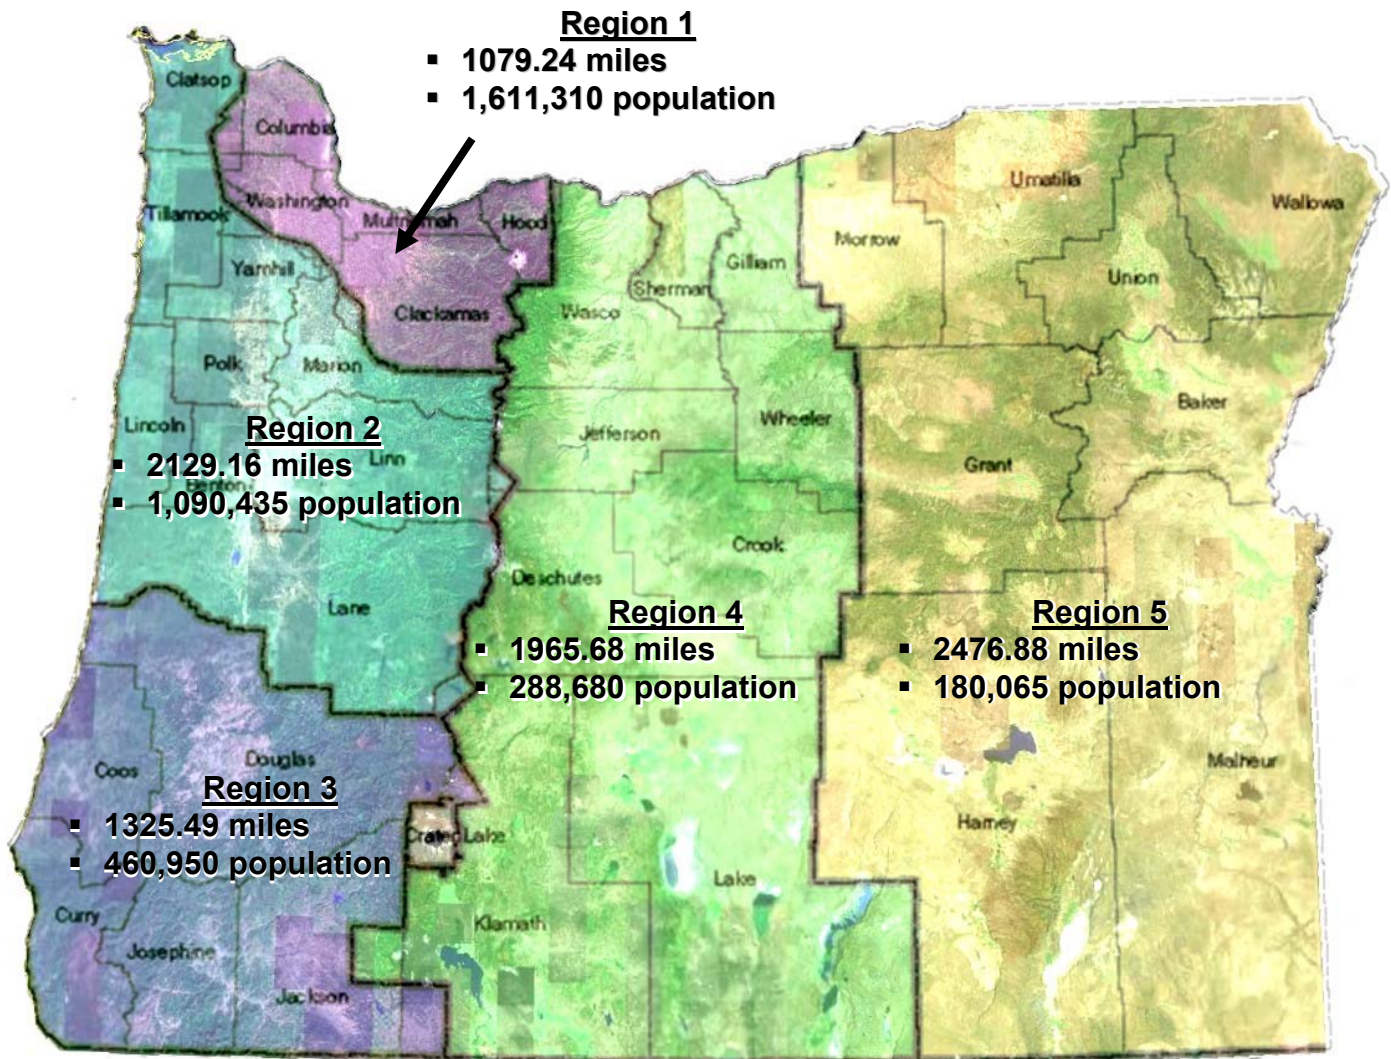 Region 1
▪ 1079.24 miles
▪ 1,611,310 population
Clatsop
Columbia
Washington
Multnomah
Hood
Tillamook
Yamhill
Clackamas
Polk
Marion
Lincoln
Region 2
▪ 2129.16 miles
Linn
Benton
▪ 1,090,435 population
Lane
Wasco
Sherman
Gilliam
Jefferson
Wheeler
Crook
Deschutes
Region 4
▪ 1965.68 miles
▪ 288,680 population
Morrow
Umatilla
Wallowa
Union
Baker
Grant
Region 5
▪ 2476.88 miles
▪ 180,065 population
Malheur
Harney
Coos
Douglas
Region 3
▪ 1325.49 miles
▪ 460,950 population
Crater Lake
Curry
Josephine
Jackson
Klamath
Lake